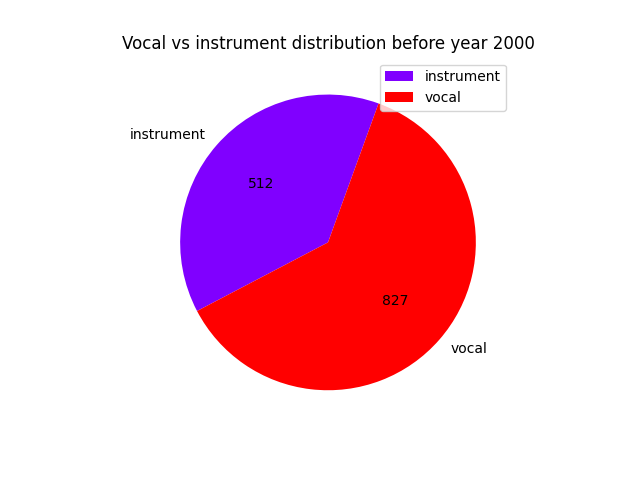 Vocal vs instrument distribution before year 2000
instrument
vocal
instrument
512
827
vocal